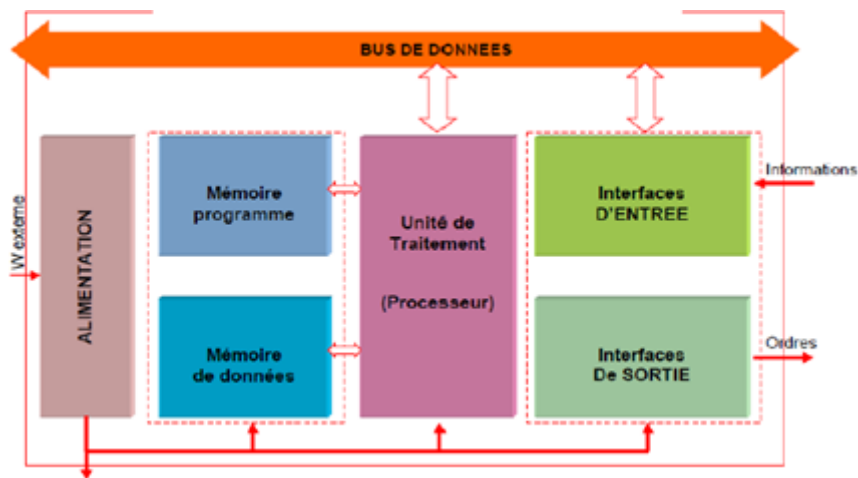 BUS DE DONNEES
W externe
ALIMENTATION
Mémoire
programme
Mémoire
de données
Unité de
Traitement
(Processeur)
Interfaces
D'ENTREE
Interfaces
De SORTIE
Informations
Ordres